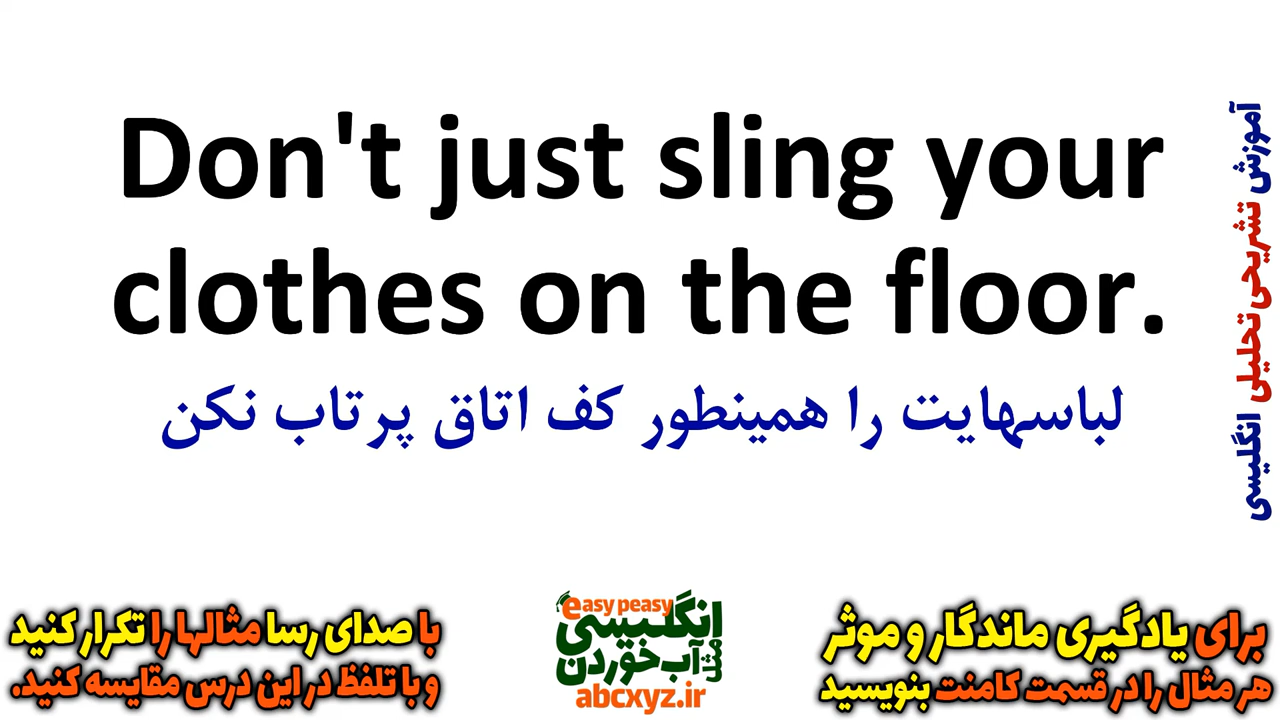 Don't just sling your
clothes on the floor.
لباسهایت را همینطور کف اتاق پرتاب نکن
آموزش تشریحی تحلیلی انگلیسی
با صدای رسا مثالها را تکرار کنید
و با تلفظ در این درس مقایسه کنید.
easy peasy
انگلیسی
مثل آب خوردن
abcxyz.ir
برای یادگیری ماندگار و موثر
هر مثال را در قسمت کامنت بنویسید